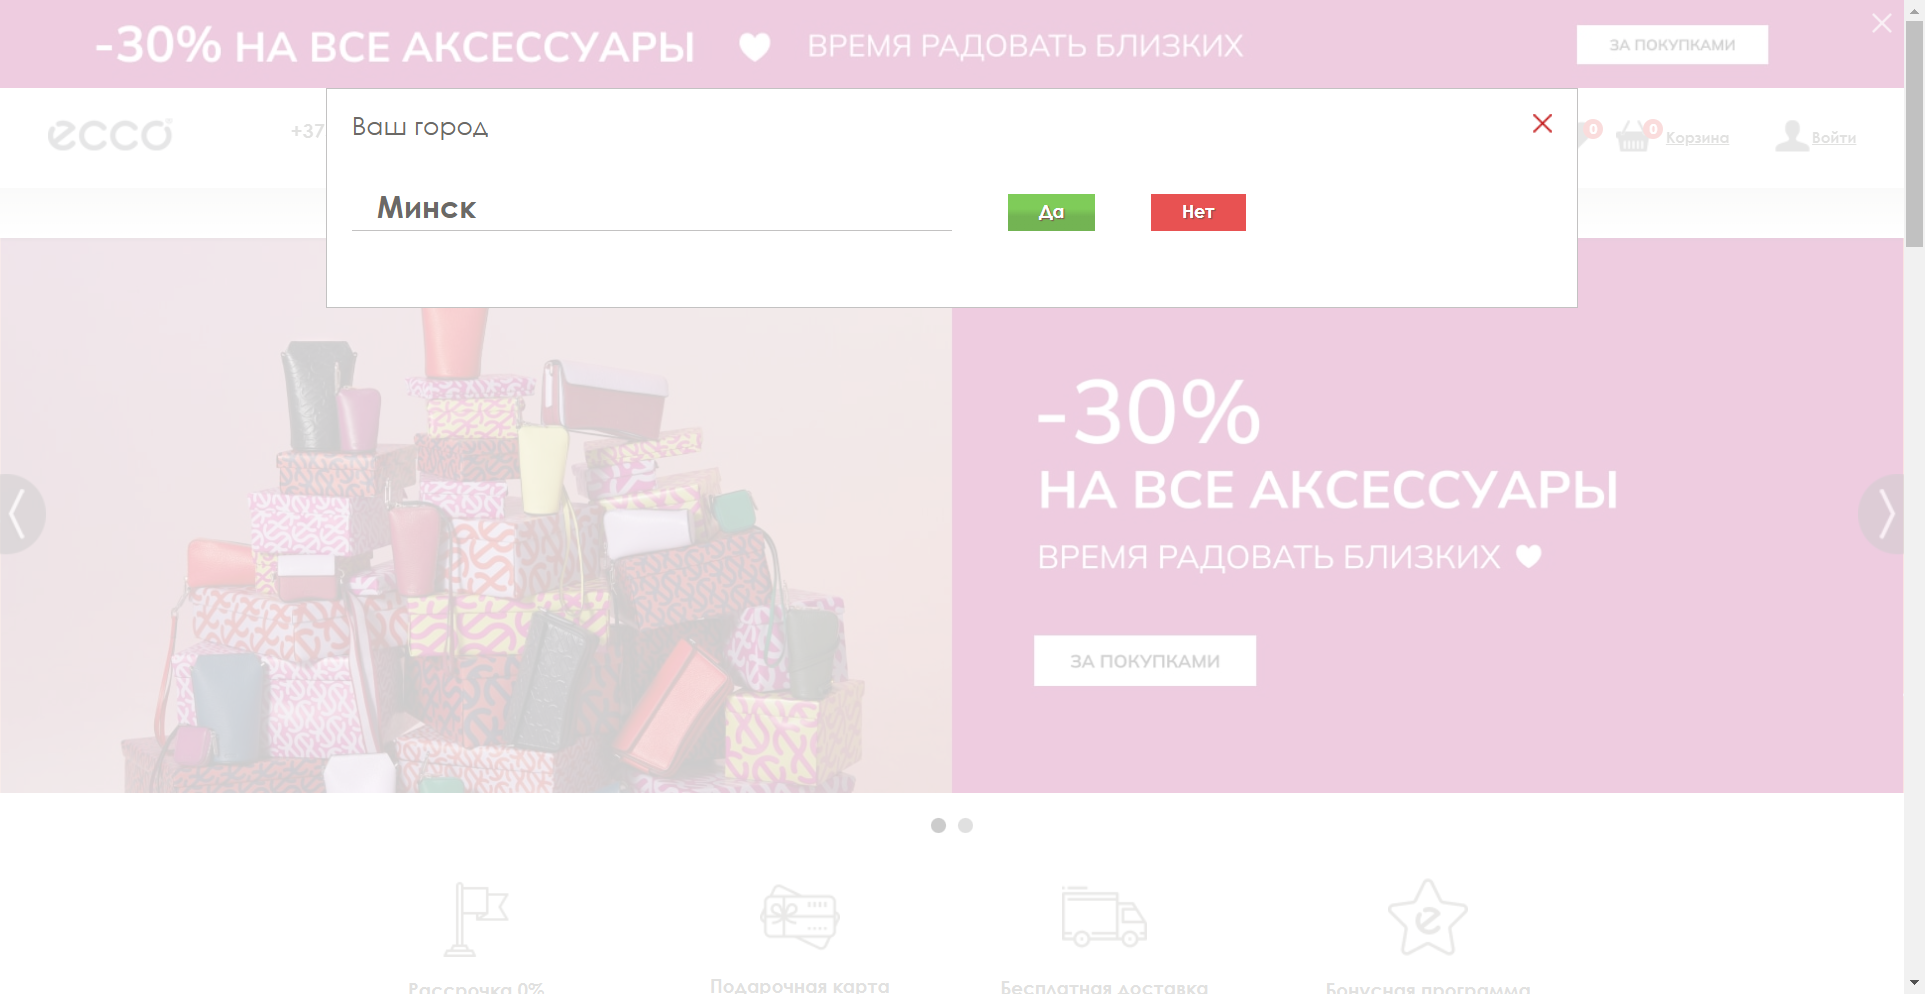 -30% НА ВСЕ АКСЕССУАРЫ ВРЕМЯ РАДОВАТЬ БЛИЗКИХ ЗА ПОКУПКАМИ
ecco +37 0 0 Корзина Войти
Ваш город
Минск Да Нет
-30%
НА ВСЕ АКСЕССУАРЫ
ВРЕМЯ РАДОВАТЬ БЛИЗКИХ
ЗА ПОКУПКАМИ
Рассрочка 0% Подарочная карта Бесплатная доставка Бонусная программа